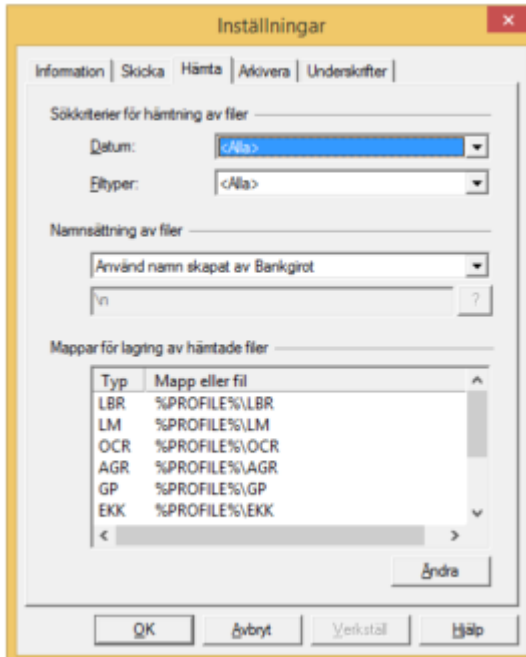 Inställningar
Information Skicka Hämta Arkivera Underskrifter
Sökkriterier för hämtning av filer
Datum: <Alla>
Filtyper: <Alla>
Namnsättning av filer
Använd namn skapat av Bankgirot
\n ?
Mappar för lagring av hämtade filer
Typ Mapp eller fil
LBR %PROFILE%\LBR
LM %PROFILE%\LM
OCR %PROFILE%\OCR
AGR %PROFILE%\AGR
GP %PROFILE%\GP
EKK %PROFILE%\EKK
Ändra
OK Avbryt Verkställ Hjälp